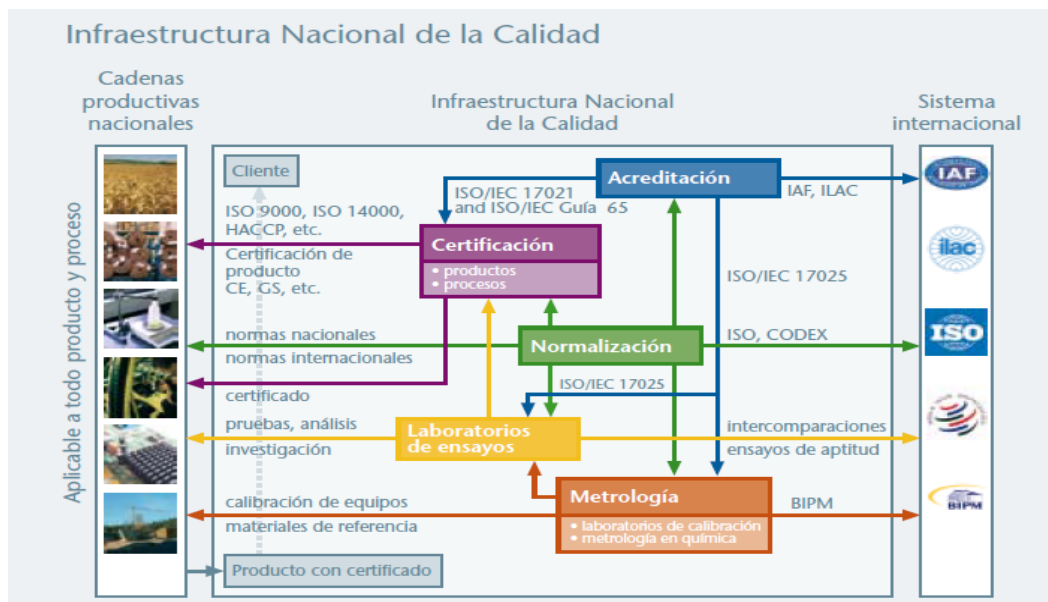 Infraestructura Nacional de la Calidad
Cadenas
productivas
nacionales
Infraestructura Nacional
de la Calidad
Sistema
internacional
Aplicable a todo producto y proceso
Cliente
ISO 9000, ISO 14000,
HACCP, etc.
Certificación de
producto
CE, GS, etc.
normas nacionales
normas internacionales
certificado
pruebas, análisis
investigación
calibración de equipos
materiales de referencia
Producto con certificado
ISO/IEC 17021
and ISO/IEC Guía 65
Acreditación
IAF, ILAC
Certificación
• productos
• procesos
ISO/IEC 17025
Normalización
ISO, CODEX
ISO/IEC 17025
Laboratorios
de ensayos
intercomparaciones
ensayos de aptitud
Metrología
• laboratorios de calibración
• metrología en química
BIPM
IAF
ilac
ISO
BIPM